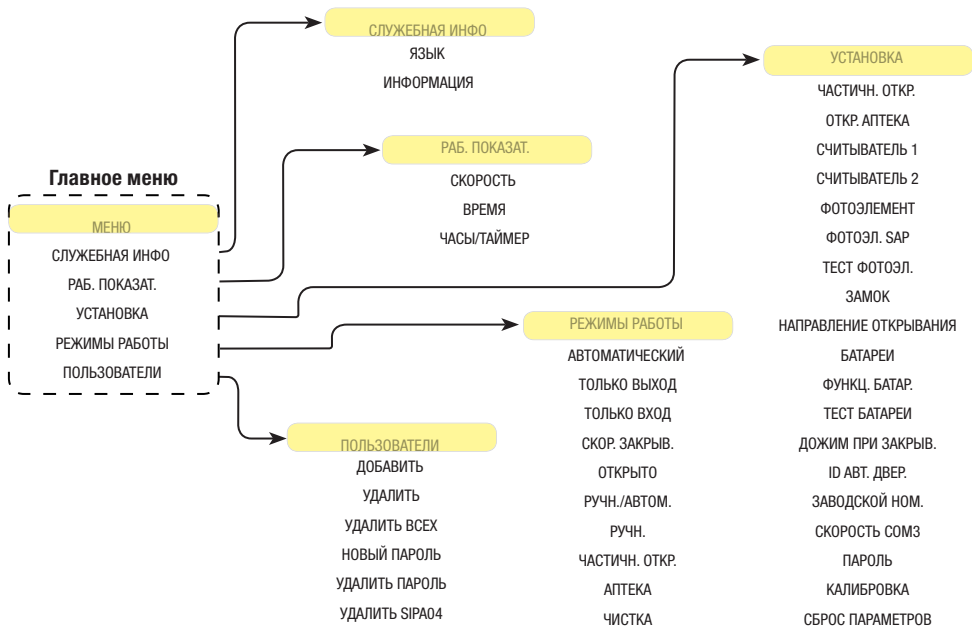 Главное меню
МЕНЮ
СЛУЖЕБНАЯ ИНФО
РАБ. ПОКАЗАТ.
УСТАНОВКА
РЕЖИМЫ РАБОТЫ
ПОЛЬЗОВАТЕЛИ
СЛУЖЕБНАЯ ИНФО
ЯЗЫК
ИНФОРМАЦИЯ
РАБ. ПОКАЗАТ.
СКОРОСТЬ
ВРЕМЯ
ЧАСЫ/ТАЙМЕР
ПОЛЬЗОВАТЕЛИ
ДОБАВИТЬ
УДАЛИТЬ
УДАЛИТЬ ВСЕХ
НОВЫЙ ПАРОЛЬ
УДАЛИТЬ ПАРОЛЬ
УДАЛИТЬ SIPA04
РЕЖИМЫ РАБОТЫ
АВТОМАТИЧЕСКИЙ
ТОЛЬКО ВЫХОД
ТОЛЬКО ВХОД
СКОР. ЗАКРЫВ.
ОТКРЫТО
РУЧН./АВТОМ.
РУЧН.
ЧАСТИЧН. ОТКР.
АПТЕКА
ЧИСТКА
УСТАНОВКА
ЧАСТИЧН. ОТКР.
ОТКР. АПТЕКА
СЧИТЫВАТЕЛЬ 1
СЧИТЫВАТЕЛЬ 2
ФОТОЭЛЕМЕНТ
ФОТОЭЛ. SAP
ТЕСТ ФОТОЭЛ.
ЗАМОК
НАПРАВЛЕНИЕ ОТКРЫВАНИЯ
БАТАРЕИ
ФУНКЦ. БАТАР.
ТЕСТ БАТАРЕИ
ДОЖИМ ПРИ ЗАКРЫВ.
ID АВТ. ДВЕР.
ЗАВОДСКОЙ НОМ.
СКОРОСТЬ COM3
ПАРОЛЬ
КАЛИБРОВКА
СБРОС ПАРАМЕТРОВ